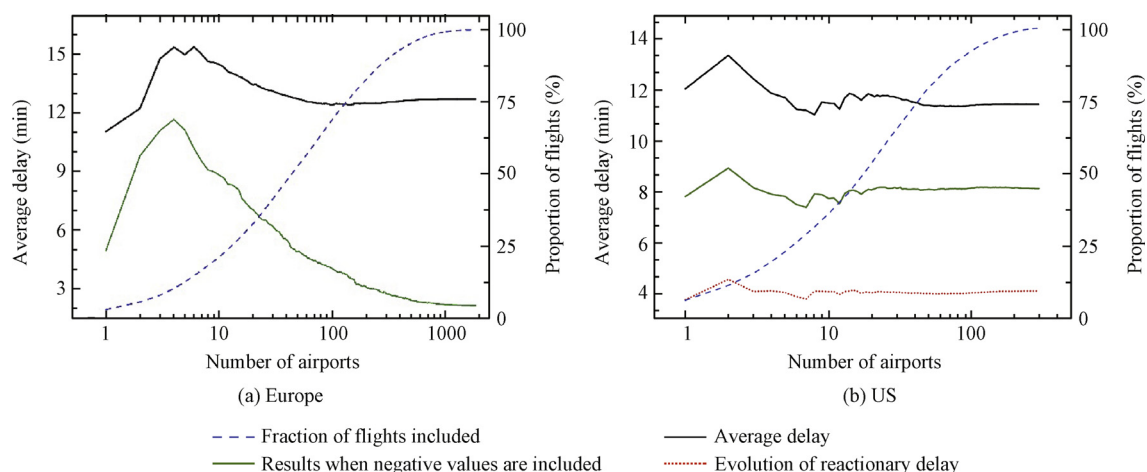 15
12
9
6
3
Average delay (min)
100
75
50
25
0
Proportion of flights (%)
1 10 100 1000
Number of airports
(a) Europe
14
12
10
8
6
4
Average delay (min)
100
75
50
25
0
Proportion of flights (%)
1 10 100
Number of airports
(b) US
Fraction of flights included
Average delay
Results when negative values are included
Evolution of reactionary delay